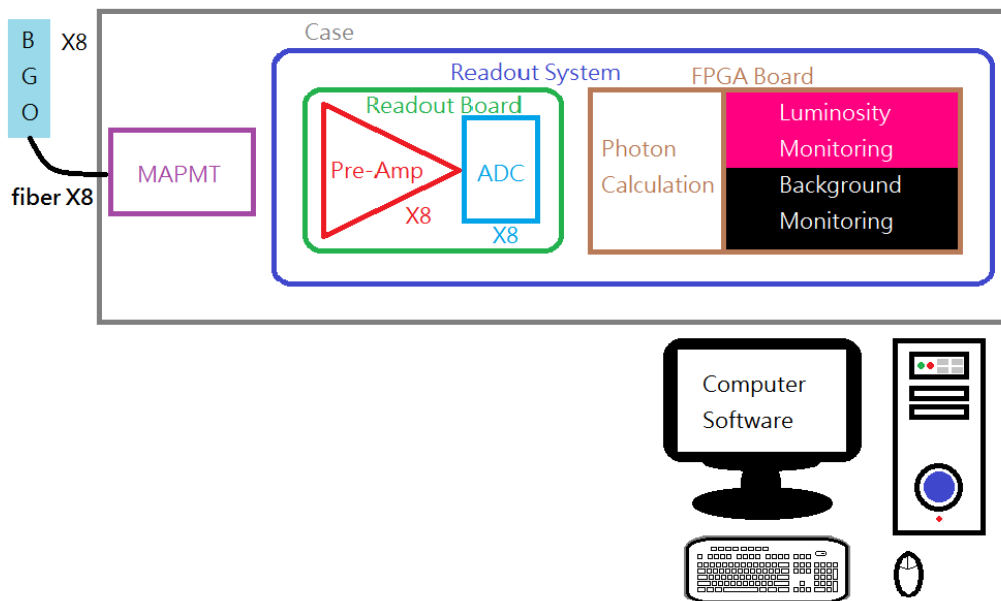 B
G
O
X8
fiber X8
Case
MAPMT
Readout System
Readout Board
Pre-Amp
X8
ADC
X8
FPGA Board
Photon
Calculation
Luminosity
Monitoring
Background
Monitoring
Computer
Software